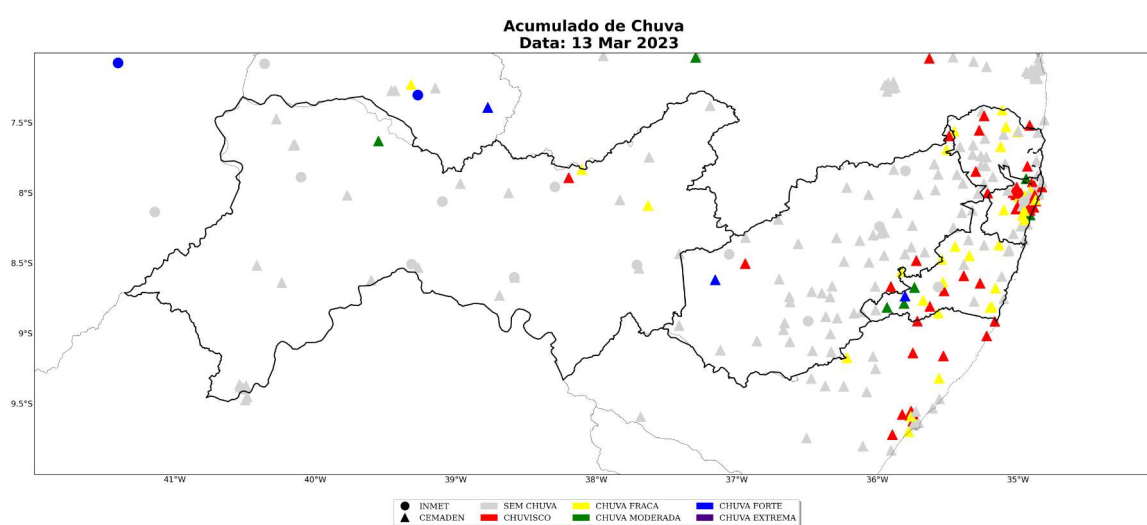 Acumulado de Chuva
Data: 13 Mar 2023
7.5°S
8°S
8.5°S
9°S
9.5°S
41°W 40°W 39°W 38°W 37°W 36°W 35°W
INMET SEM CHUVA CHUVA FRACA CHUVA FORTE
CEMADEN CHUVISCO CHUVA MODERADA CHUVA EXTREMA